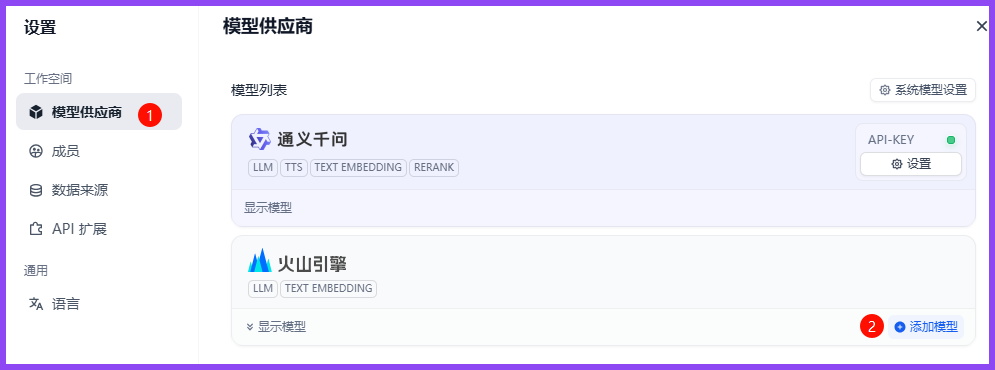 设置
工作空间
模型供应商 1
成员
数据来源
API 扩展
通用
语言
模型供应商
模型列表 系统模型设置
通义千问
LLM TTS TEXT EMBEDDING RERANK
API-KEY
设置
显示模型
火山引擎
LLM TEXT EMBEDDING
显示模型 2 添加模型